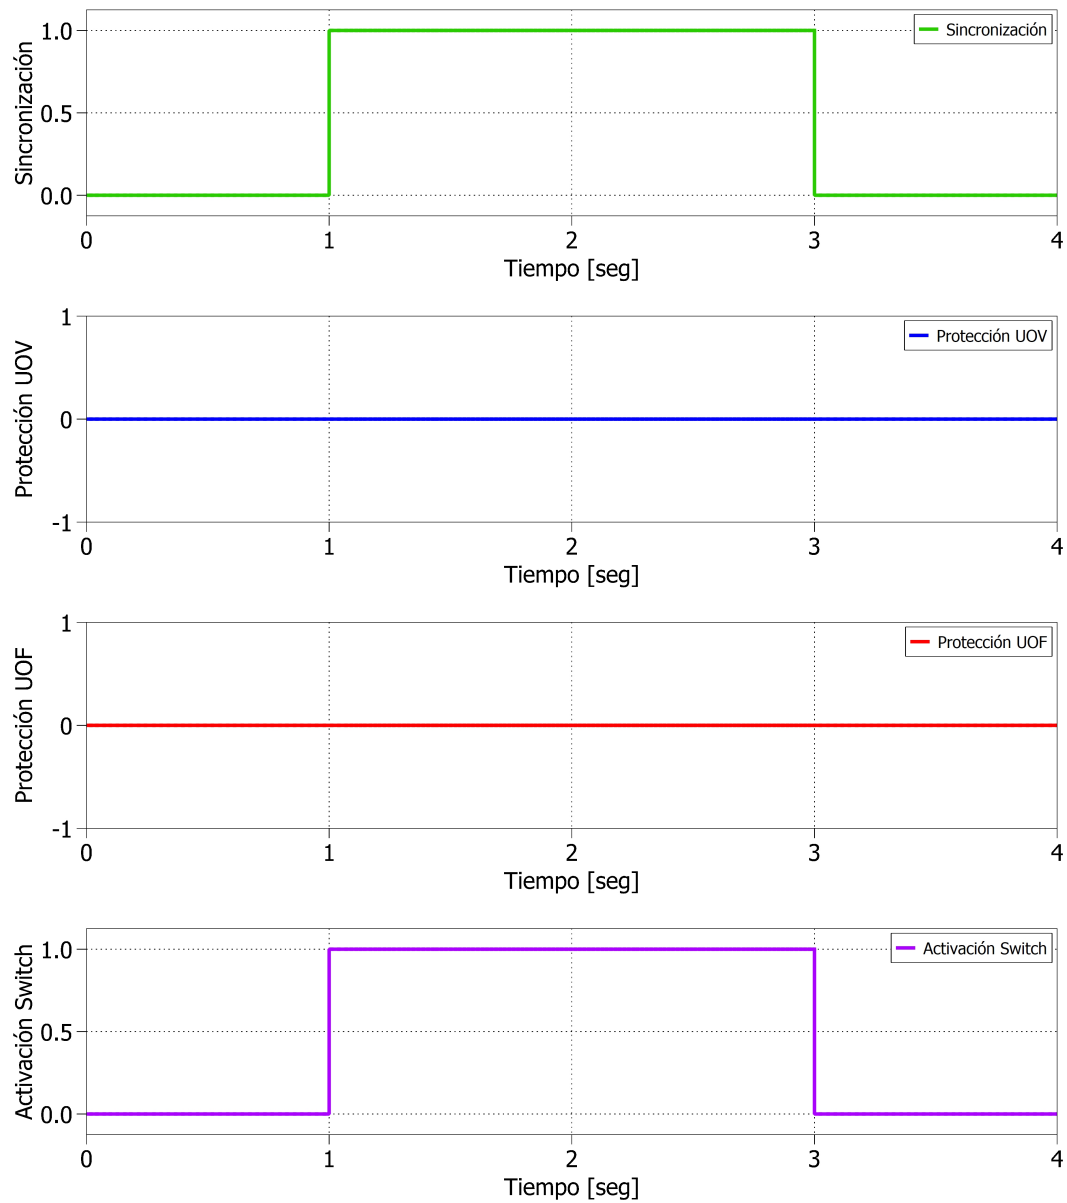 Sincronización
1.0
0.5
0.0
Sincronización
0 1 2 3 4
Tiempo [seg]
Protección UOV
1
0
-1
Protección UOV
0 1 2 3 4
Tiempo [seg]
Protección UOF
1
0
-1
Protección UOF
0 1 2 3 4
Tiempo [seg]
Activación Switch
1.0
0.5
0.0
Activación Switch
0 1 2 3 4
Tiempo [seg]